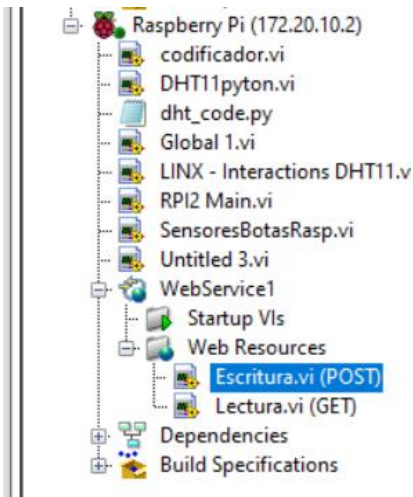 Raspberry Pi (172.20.10.2)
codificador.vi
DHT11pyton.vi
dht_code.py
Global 1.vi
LINX - Interactions DHT11.v
RPI2 Main.vi
SensoresBotasRasp.vi
Untitled 3.vi
WebService1
Startup VIs
Web Resources
Escritura.vi (POST)
Lectura.vi (GET)
Dependencies
Build Specifications